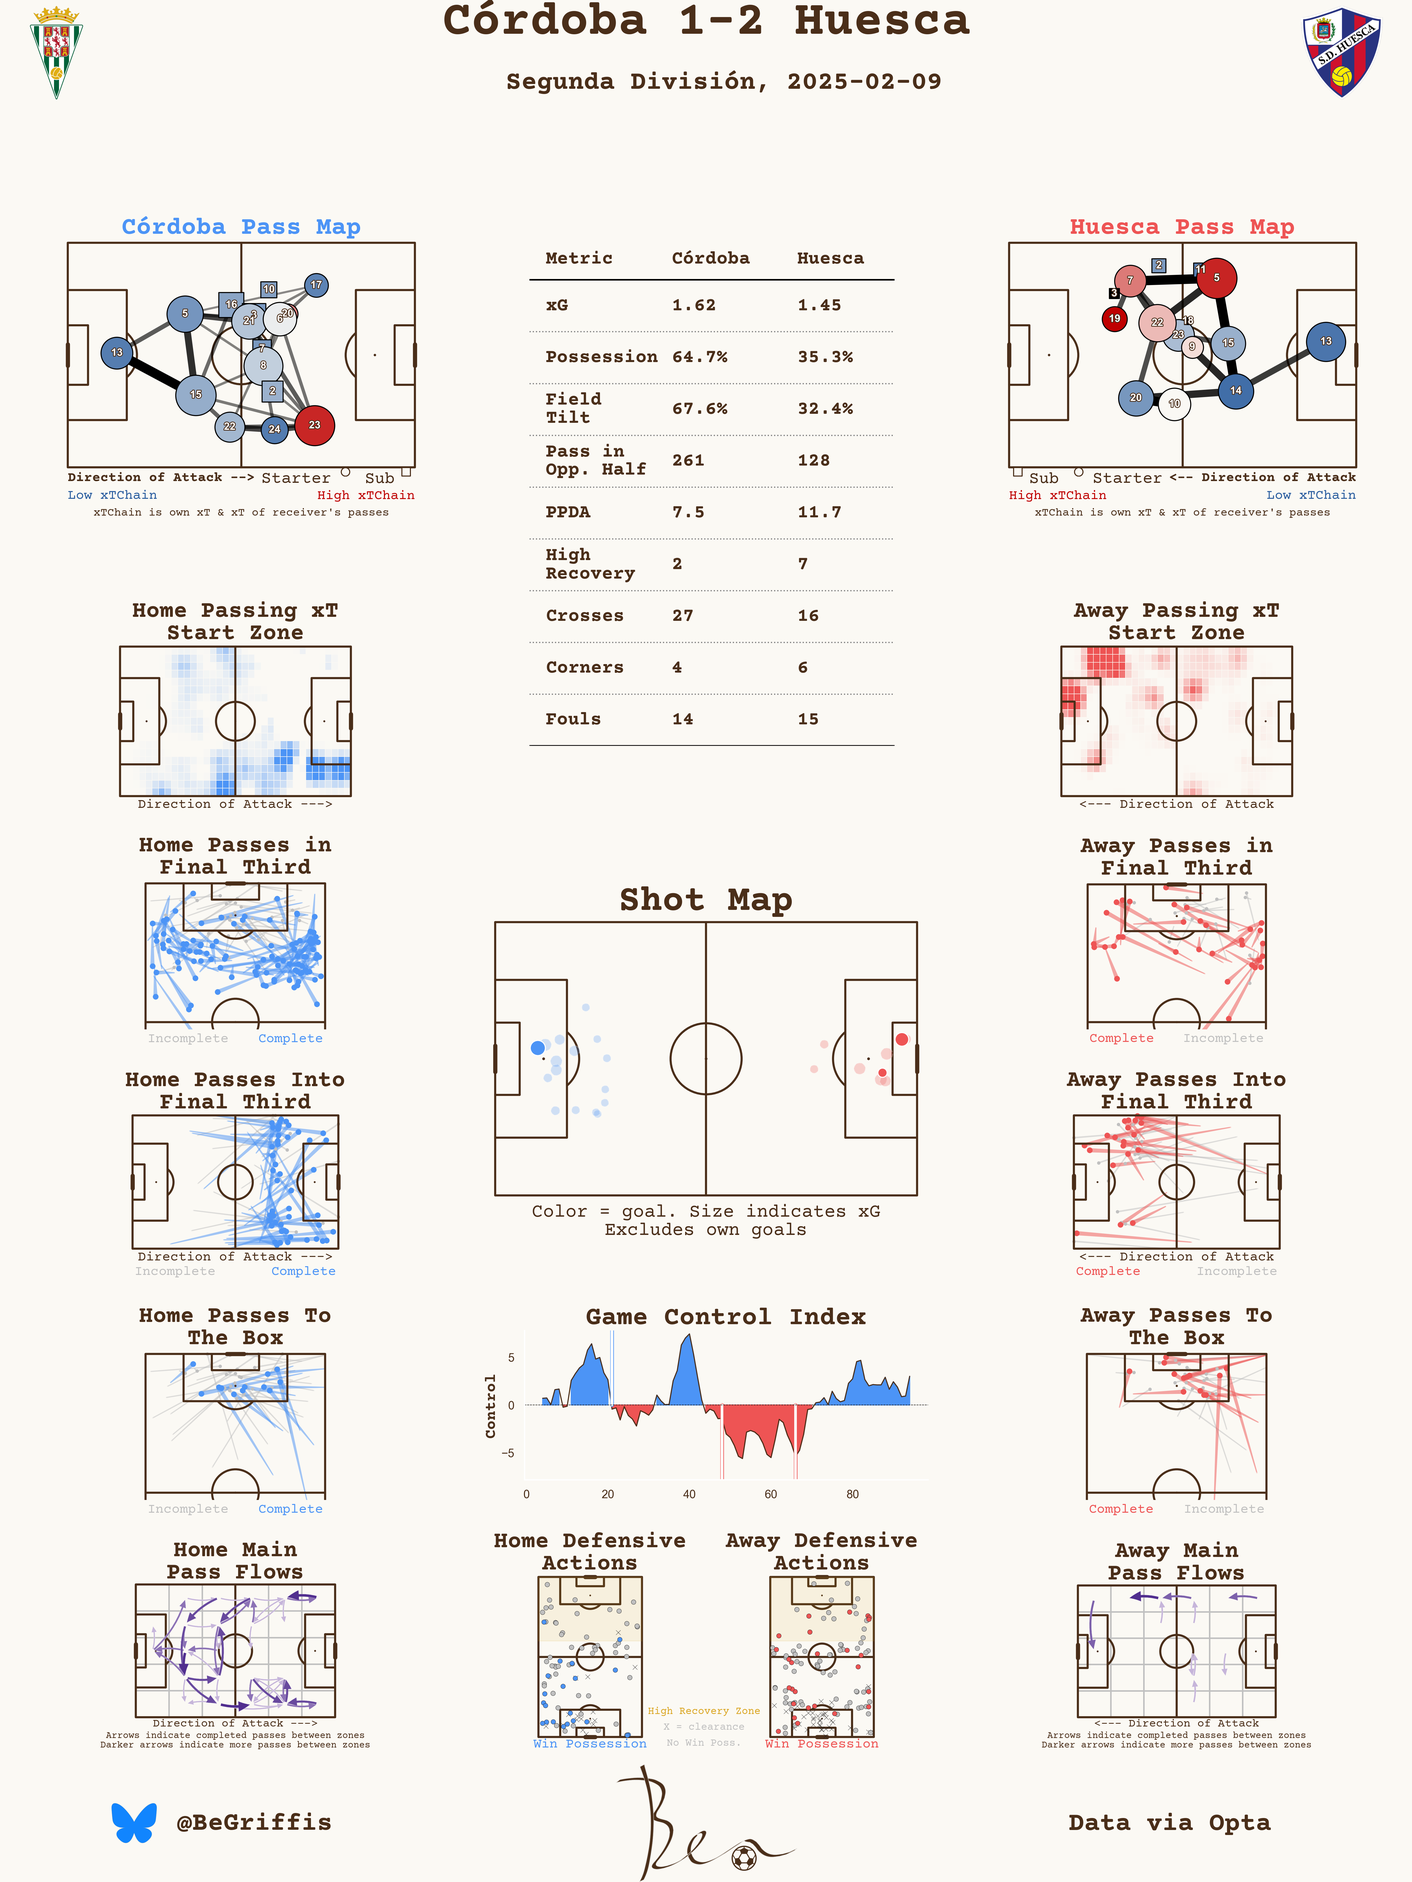 Córdoba 1-2 Huesca
Segunda División, 2025-02-09
S.D. HUESCA
Córdoba Pass Map
13
5
15
16
10
17
3
21
20
6
7
8
2
22
24
23
Direction of Attack --> Starter Sub
Low xTChain High xTChain
xTChain is own xT & xT of receiver's passes
Metric Córdoba Huesca
xG 1.62 1.45
Possession 64.7% 35.3%
Field
Tilt 67.6% 32.4%
Pass in
Opp. Half 261 128
PPDA 7.5 11.7
High
Recovery 2 7
Crosses 27 16
Corners 4 6
Fouls 14 15
Huesca Pass Map
7
2
11
5
3
19
22
18
23
9
15
13
20
10
14
Sub Starter <-- Direction of Attack
High xTChain Low xTChain
xTChain is own xT & xT of receiver's passes
Home Passing xT
Start Zone
Direction of Attack --->
Away Passing xT
Start Zone
<--- Direction of Attack
Home Passes in
Final Third
Incomplete Complete
Away Passes in
Final Third
Complete Incomplete
Shot Map
Color = goal. Size indicates xG
Excludes own goals
Home Passes Into
Final Third
Direction of Attack --->
Incomplete Complete
Away Passes Into
Final Third
<--- Direction of Attack
Complete Incomplete
Home Passes To
The Box
Incomplete Complete
Game Control Index
Control
5
0
−5
0 20 40 60 80
Away Passes To
The Box
Complete Incomplete
Home Main
Pass Flows
Direction of Attack --->
Arrows indicate completed passes between zones
Darker arrows indicate more passes between zones
Home Defensive
Actions
Win Possession
Away Defensive
Actions
Win Possession
High Recovery Zone
X = clearance
No Win Poss.
Away Main
Pass Flows
<--- Direction of Attack
Arrows indicate completed passes between zones
Darker arrows indicate more passes between zones
@BeGriffis
Ben
Data via Opta